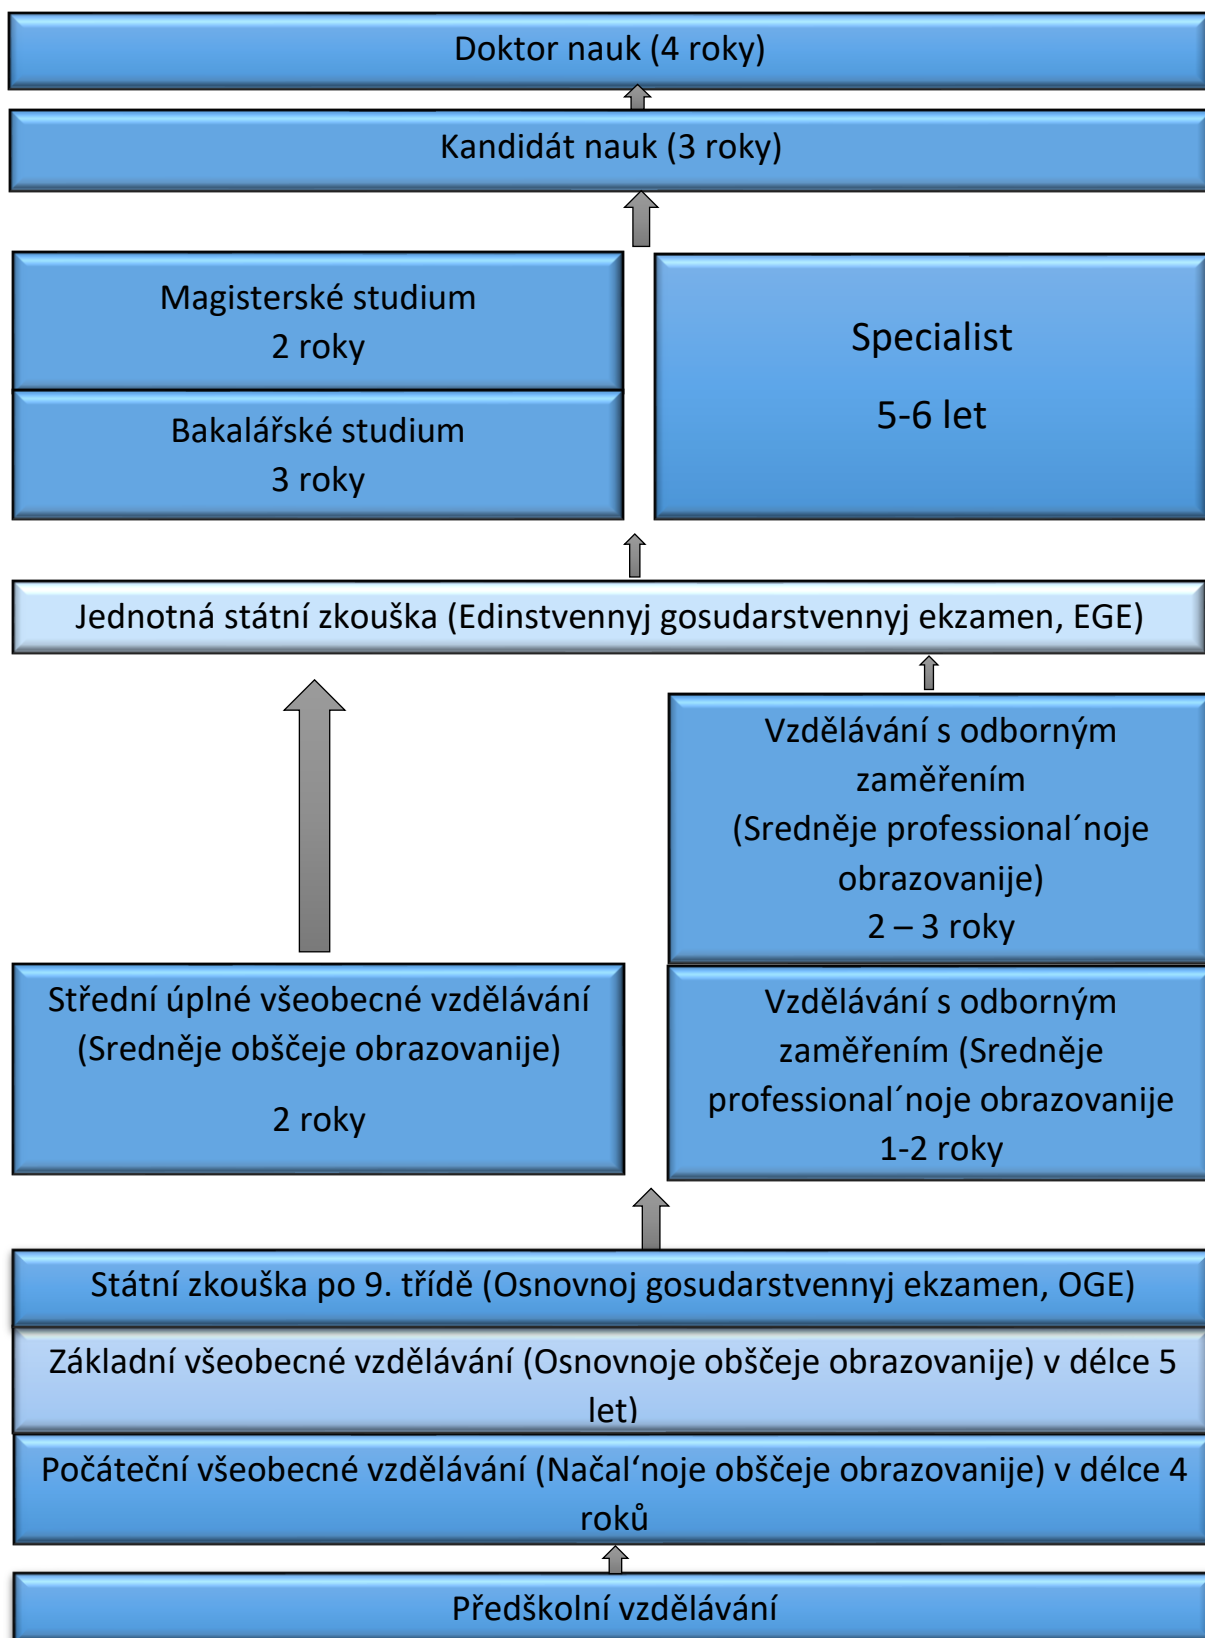 Doktor nauk (4 roky)
Kandidát nauk (3 roky)
Magisterské studium
2 roky
Bakalářské studium
3 roky
Specialist
5-6 let
Jednotná státní zkouška (Edinstvennyj gosudarstvennyj ekzamen, EGE)
Vzdělávání s odborným
zaměřením
(Sredněje professional´noje
obrazovanije)
2 – 3 roky
Střední úplné všeobecné vzdělávání
(Sredněje obščeje obrazovanije)
2 roky
Vzdělávání s odborným
zaměřením (Sredněje
professional´noje obrazovanije
1-2 roky
Státní zkouška po 9. třídě (Osnovnoj gosudarstvennyj ekzamen, OGE)
Základní všeobecné vzdělávání (Osnovnoje obščeje obrazovanije) v délce 5
let)
Počáteční všeobecné vzdělávání (Načal‘noje obščeje obrazovanije) v délce 4
roků
Předškolní vzdělávání